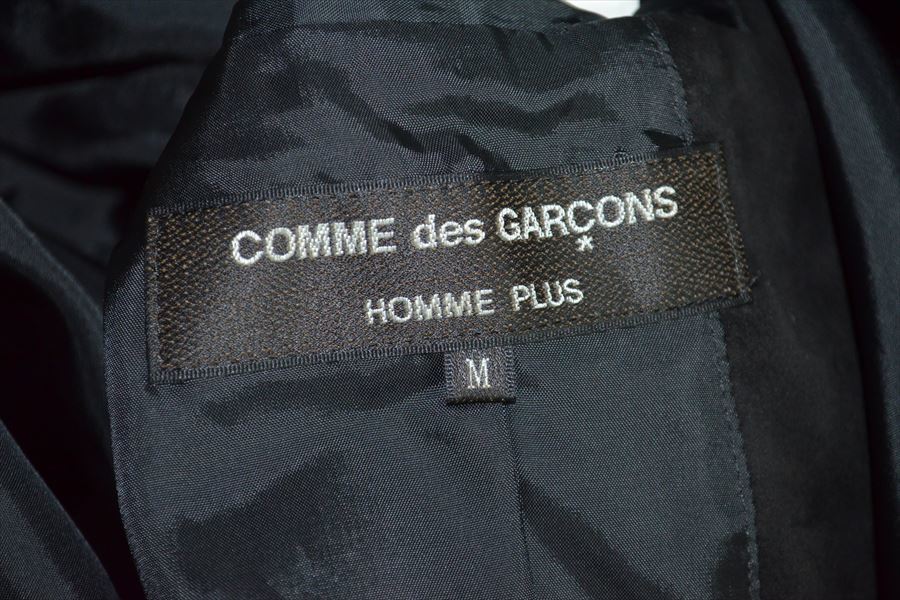 COMME des GARÇONS
*
HOMME PLUS
M